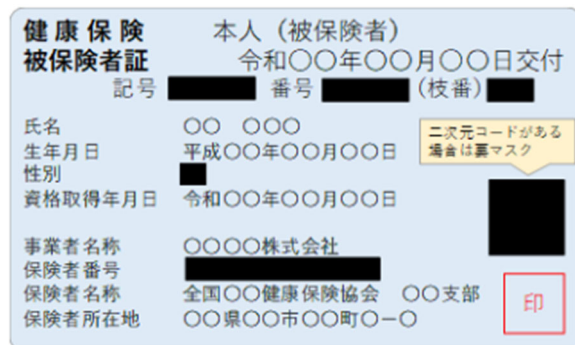 健康保険 本人（被保険者）
被保険者証 令和〇〇年〇〇月〇〇日交付
記号 番号 (枝番)
氏名 〇〇 〇〇〇
生年月日 平成〇〇年〇〇月〇〇日
性別
資格取得年月日 令和〇〇年〇〇月〇〇日
二次元コードがある
場合は要マスク
事業者名称 〇〇〇〇株式会社
保険者番号
保険者名称 全国〇〇健康保険協会 〇〇支部
保険者所在地 〇〇県〇〇市〇〇町〇ー〇
印